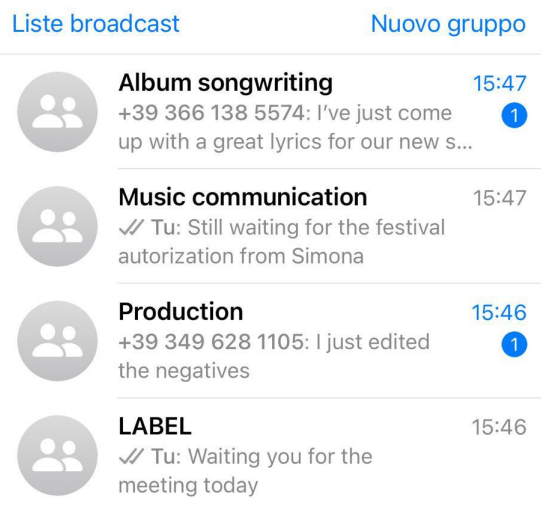 Liste broadcast Nuovo gruppo
Album songwriting 15:47
+39 366 138 5574: I've just come 1
up with a great lyrics for our new s...
Music communication 15:47
Tu: Still waiting for the festival
autorization from Simona
Production 15:46
+39 349 628 1105: I just edited 1
the negatives
LABEL 15:46
Tu: Waiting you for the
meeting today